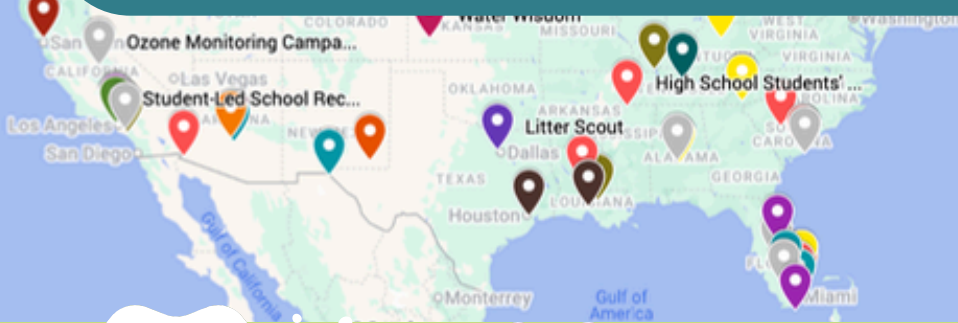 Water Wisdom
COLORADO
KANSAS
MISSOURI
WEST
VIRGINIA
Washington
San
Ozone Monitoring Campa...
VIRGINIA
CALIFORNIA
Las Vegas
OKLAHOMA
High School Students' ...
Student-Led School Rec...
ARKANSAS
Los Angeles
Litter Scout
San Diego
Dallas
ALABAMA
CAROLINA
TEXAS
GEORGIA
LOUISIANA
Houston
Gulf of California
Monterrey
Gulf of
America
Miami